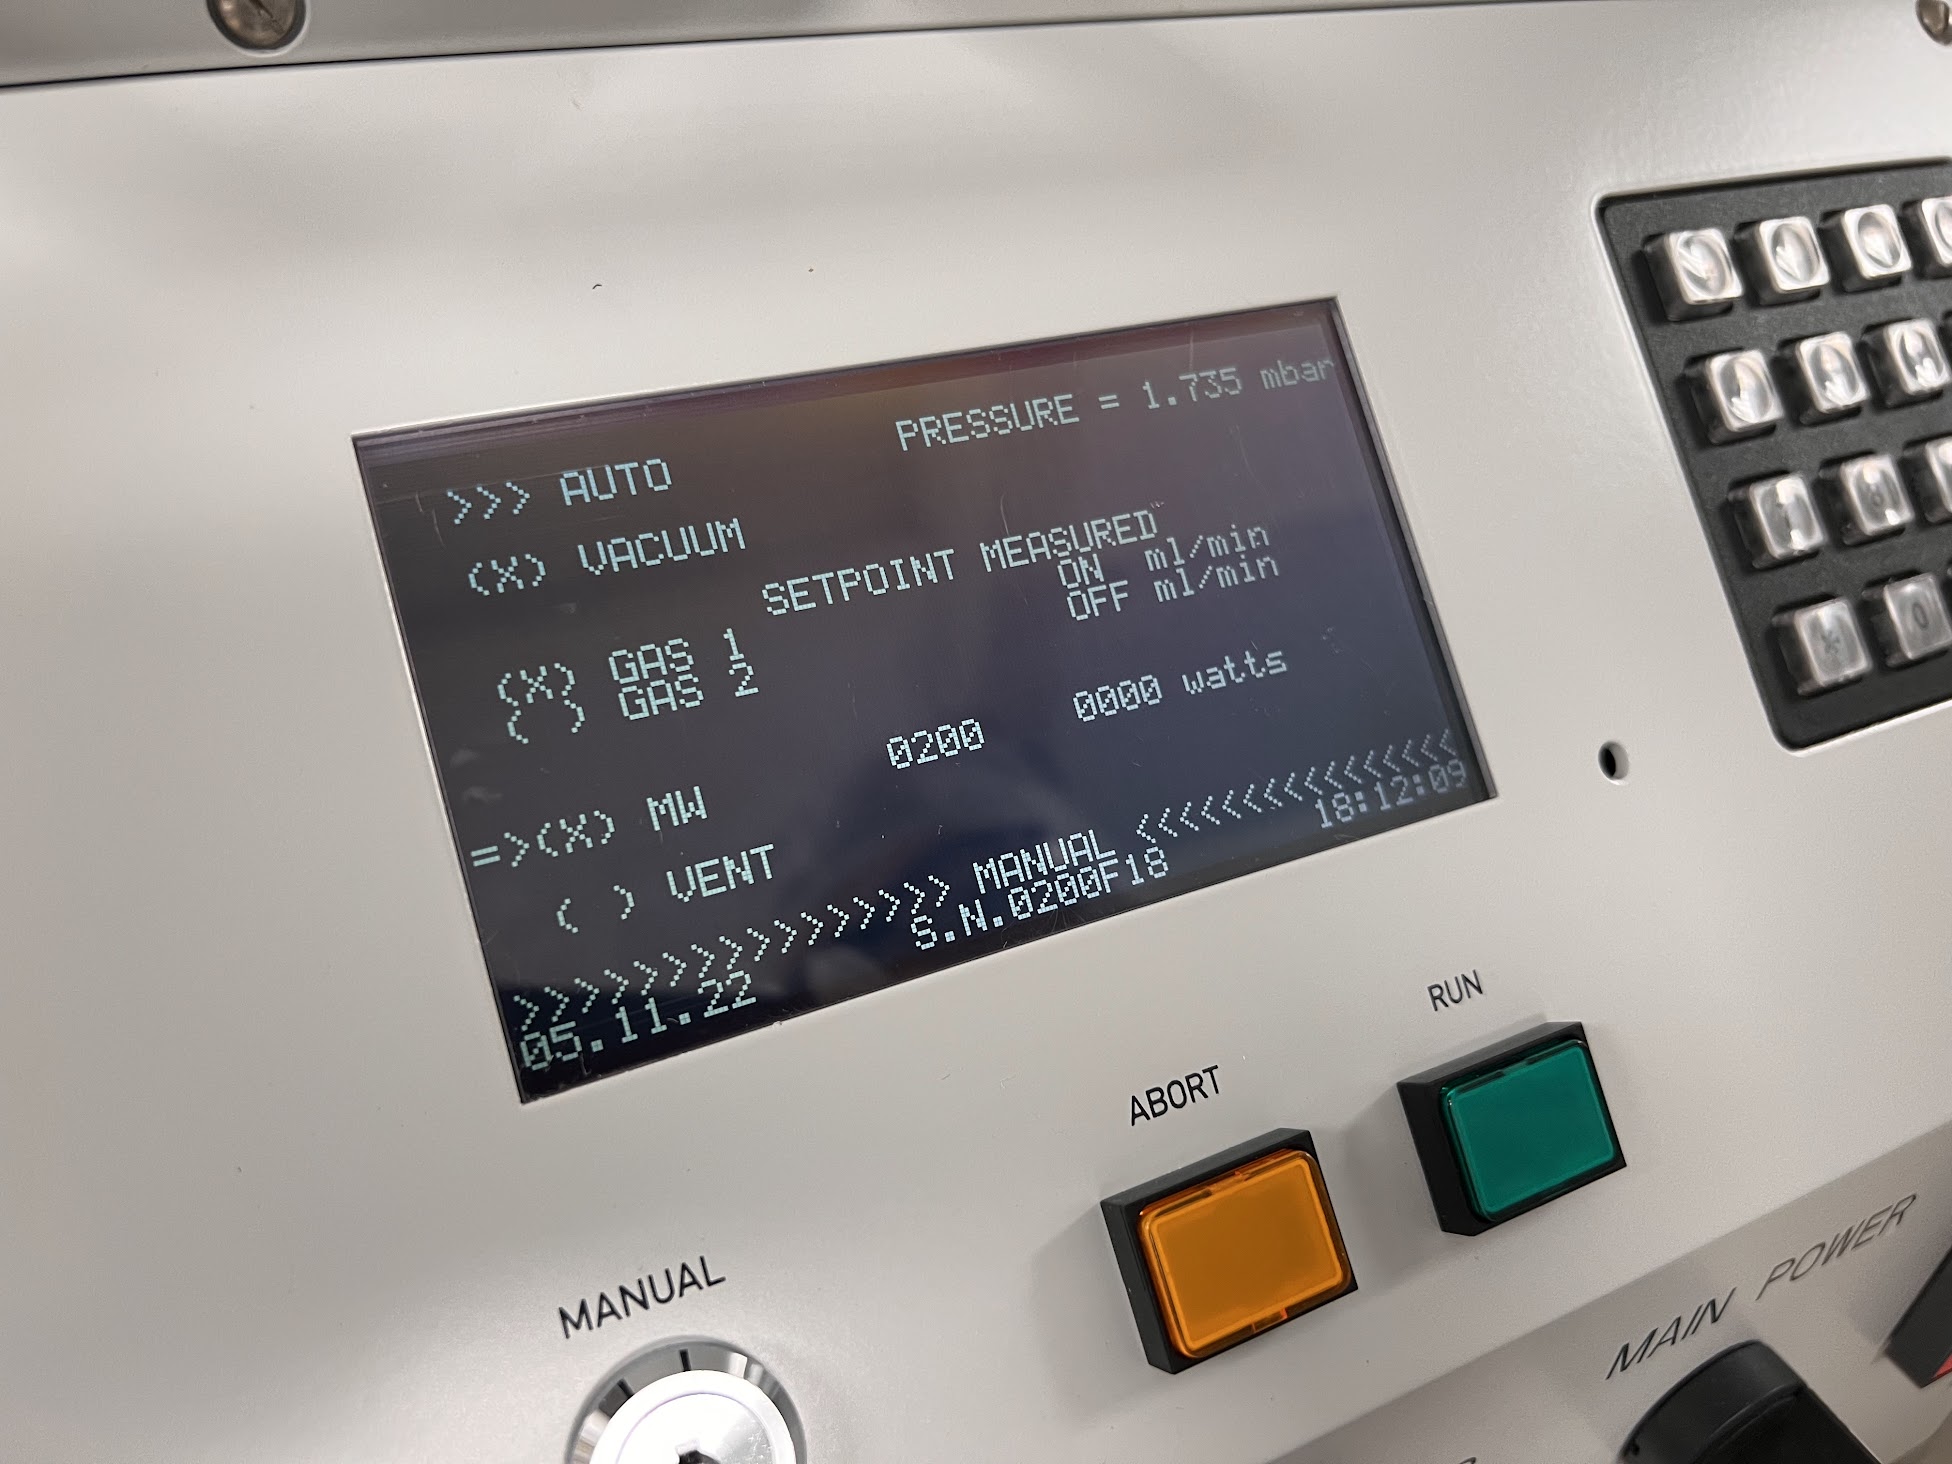 PRESSURE = 1.735 mbar
>>> AUTO
(X) VACUUM
SETPOINT MEASURED
(X) GAS 1 ON ml/min
( ) GAS 2 OFF ml/min
=>(X) MW 0200 0000 watts
( ) VENT
>>>>>>>>>>>>>>> MANUAL <<<<<<<<<<<<<<<
05.11.22 S.N.0200F18 18:12:09
RUN
ABORT
MANUAL
MAIN POWER
0